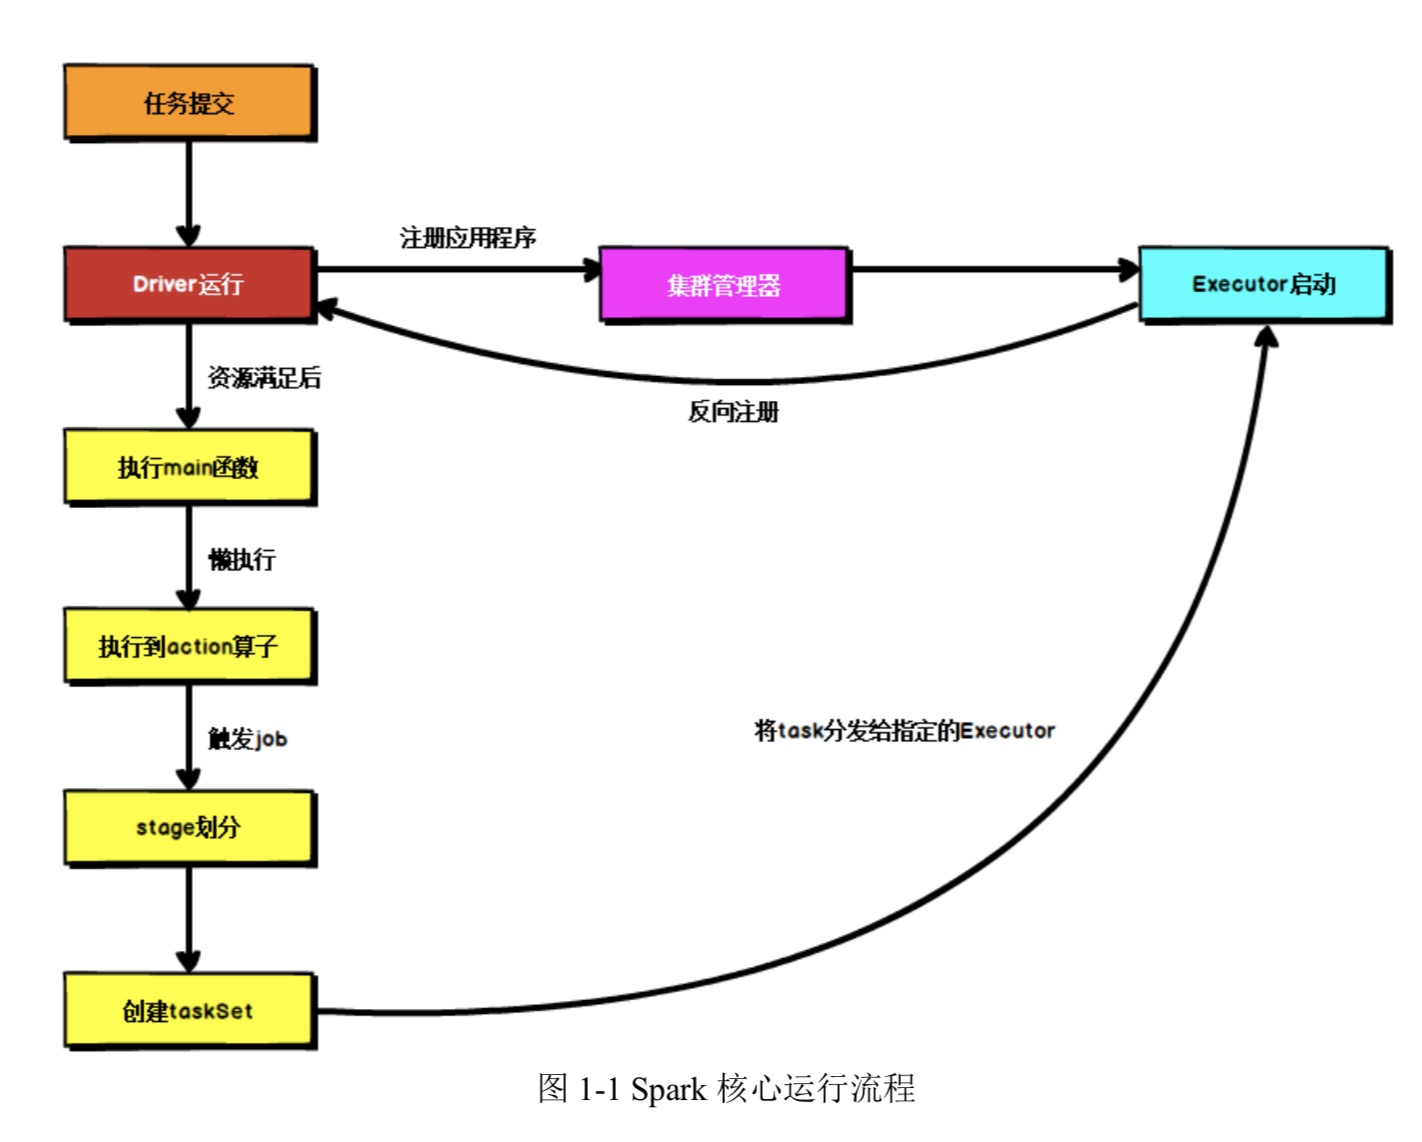 任务提交
注册应用程序
Driver运行
集群管理器
Executor启动
资源满足后
反向注册
执行main函数
懒执行
执行到action算子
将task分发给指定的Executor
触发job
stage划分
创建taskSet
图 1-1 Spark 核心运行流程